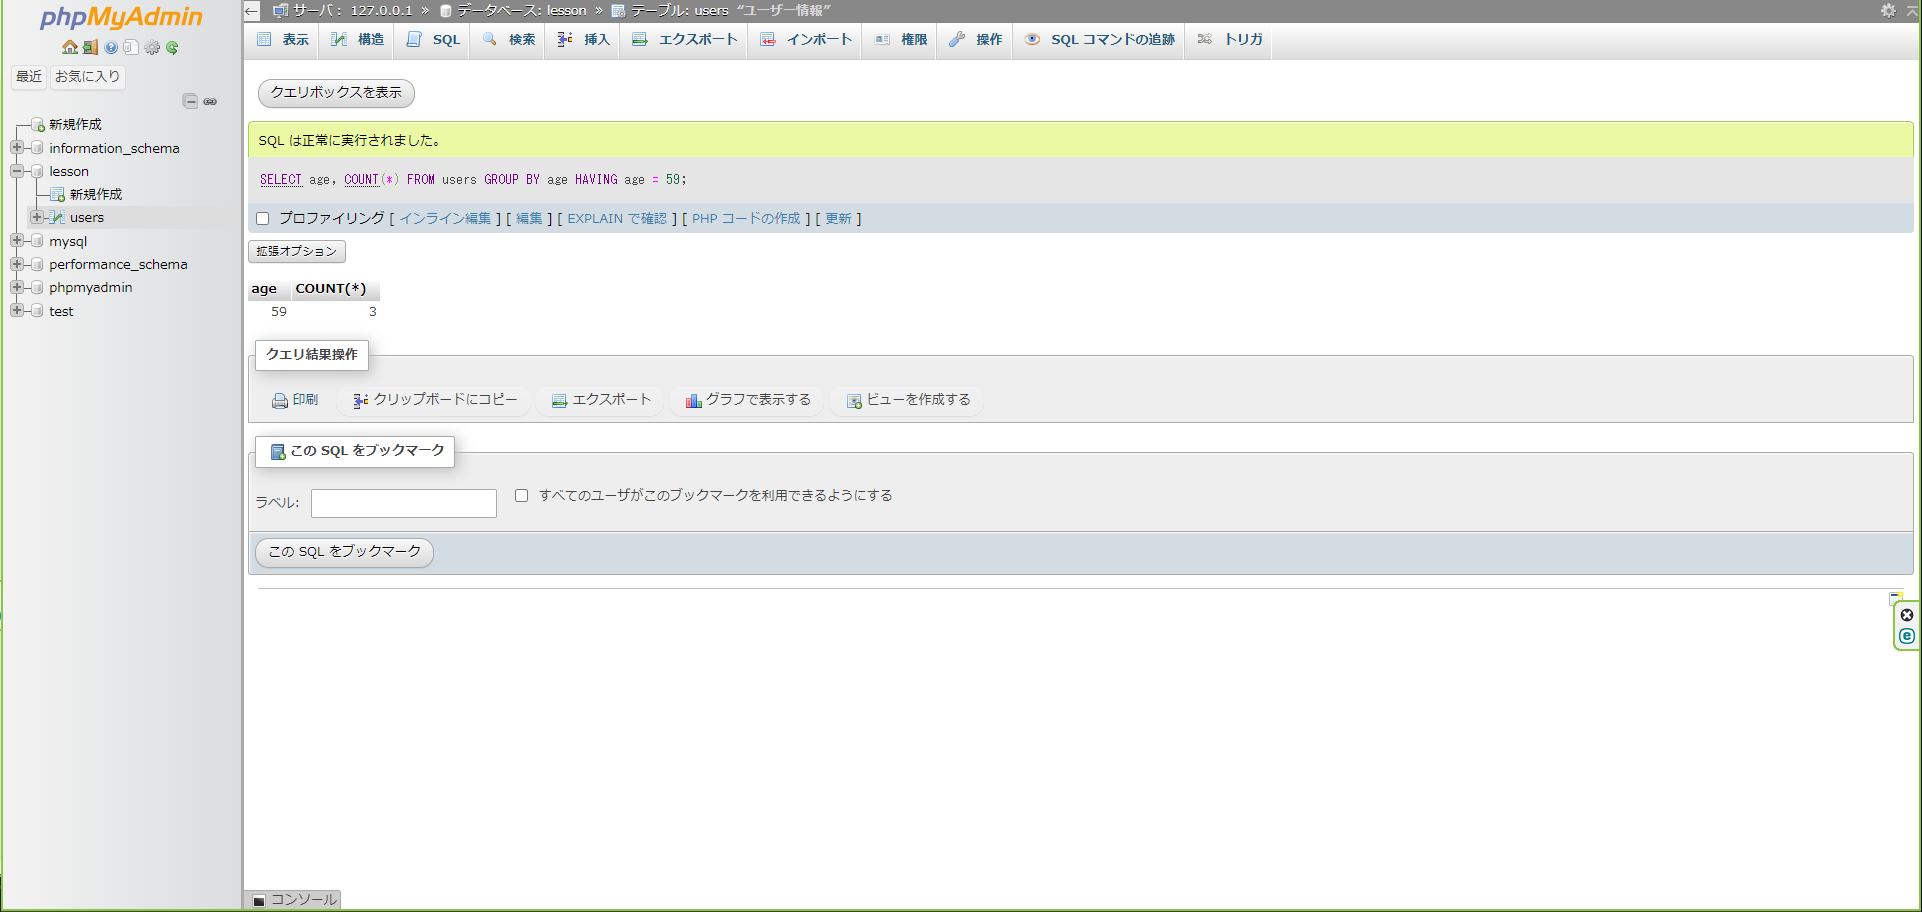 phpMyAdmin
最近 お気に入り
新規作成
information_schema
lesson
新規作成
users
mysql
performance_schema
phpmyadmin
test
サーバ： 127.0.0.1 » データベース: lesson » テーブル: users “ユーザー情報”
表示 構造 SQL 検索 挿入 エクスポート インポート 権限 操作 SQL コマンドの追跡 トリガ
クエリボックスを表示
SQL は正常に実行されました。
SELECT age, COUNT(*) FROM users GROUP BY age HAVING age = 59;
プロファイリング [ インライン編集 ] [ 編集 ] [ EXPLAIN で確認 ] [ PHP コードの作成 ] [ 更新 ]
拡張オプション
age COUNT(*)
59 3
クエリ結果操作
印刷 クリップボードにコピー エクスポート グラフで表示する ビューを作成する
この SQL をブックマーク
ラベル: すべてのユーザがこのブックマークを利用できるようにする
この SQL をブックマーク
コンソール